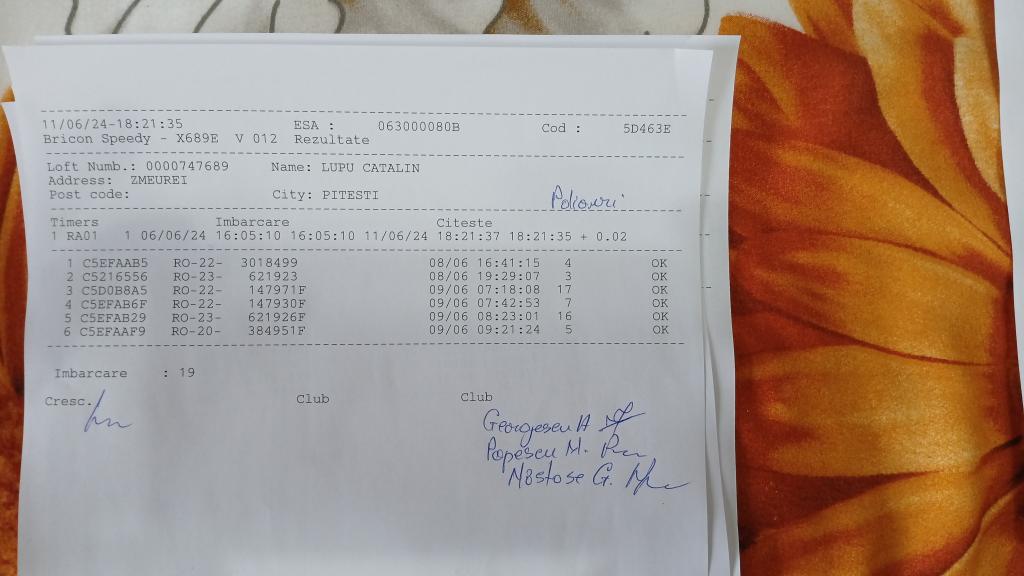 11/06/24-18:21:35 ESA : 063000080B Cod : 5D463E
Bricon Speedy - X689E V 012 Rezultate
Loft Numb.: 0000747689 Name: LUPU CATALIN
Address: ZMEUREI
Post code: City: PITESTI
Timers Imbarcare Citeste
1 RA01 1 06/06/24 16:05:10 16:05:10 11/06/24 18:21:37 18:21:35 + 0.02
1 C5EFAAB5 RO-22- 3018499 08/06 16:41:15 4 OK
2 C5216556 RO-23- 621923 08/06 19:29:07 3 OK
3 C5D0B8A5 RO-22- 147971F 09/06 07:18:08 17 OK
4 C5EFAB6F RO-22- 147930F 09/06 07:42:53 7 OK
5 C5EFAB29 RO-23- 621926F 09/06 08:23:01 16 OK
6 C5EFAAF9 RO-20- 384951F 09/06 09:21:24 5 OK
Imbarcare : 19
Cresc. Club Club
Georgescu A
Popescu M.
G.